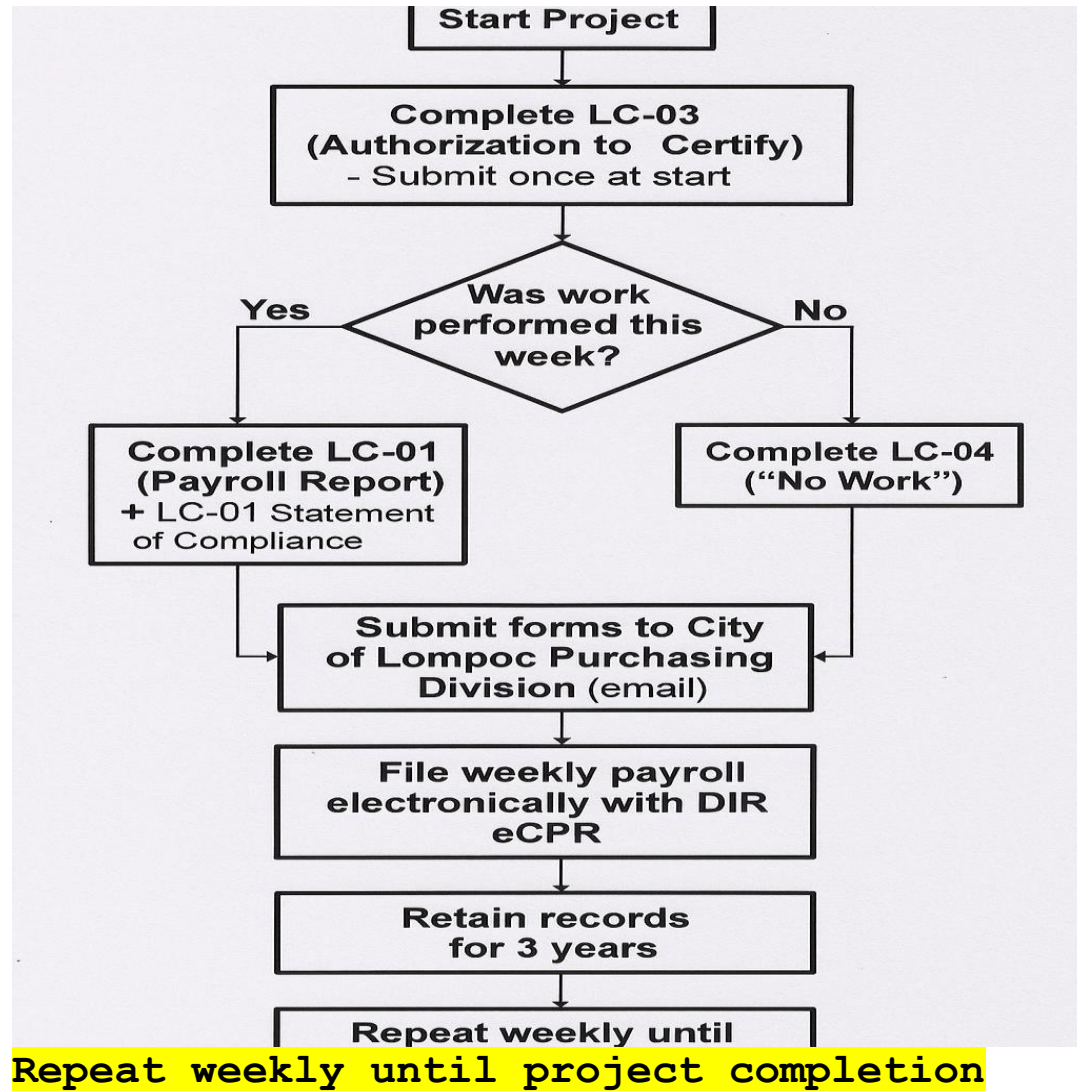 Start Project
Complete LC-03
(Authorization to Certify)
- Submit once at start
Was work
performed this
week?
Yes
No
Complete LC-01
(Payroll Report)
+ LC-01 Statement
of Compliance
Complete LC-04
(“No Work”)
Submit forms to City
of Lompoc Purchasing
Division (email)
File weekly payroll
electronically with DIR
eCPR
Retain records
for 3 years
Repeat weekly until
Repeat weekly until project completion